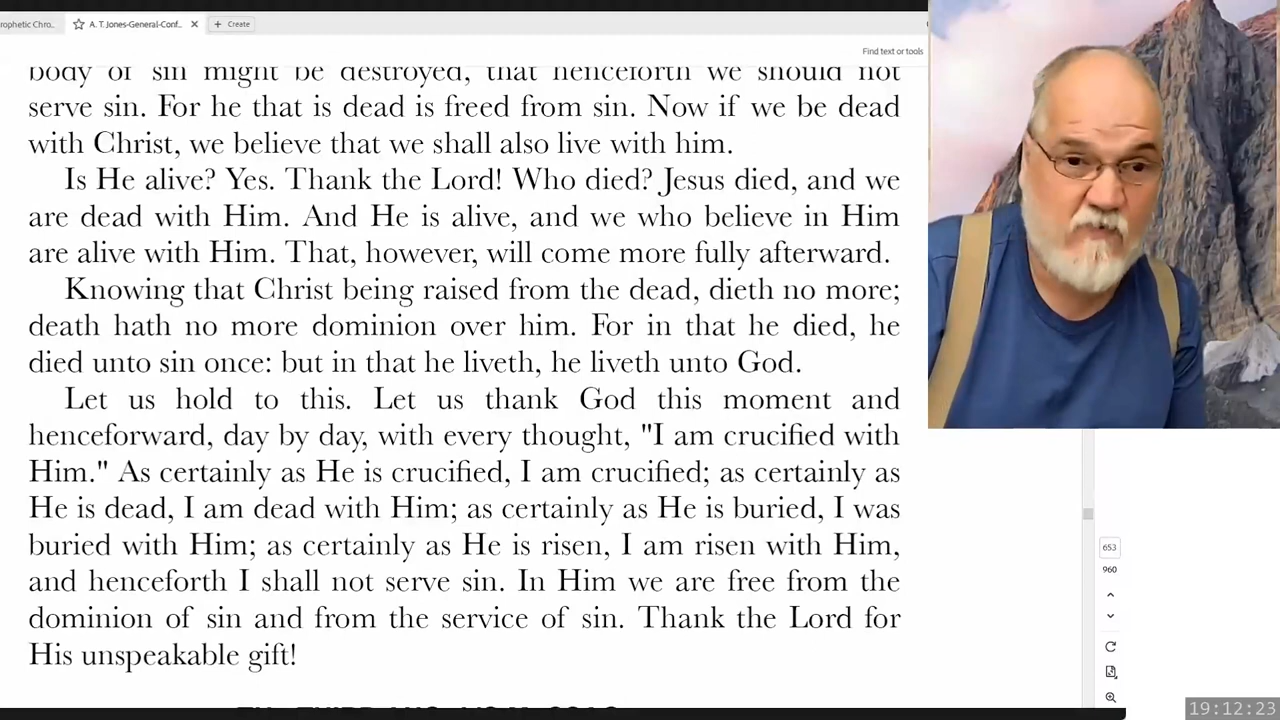 rophetic Chro..
A. T. Jones-General-Conf...
Create
Find text or tools
body of sin might be destroyed, that henceforth we should not
serve sin. For he that is dead is freed from sin. Now if we be dead
with Christ, we believe that we shall also live with him.
Is He alive? Yes. Thank the Lord! Who died? Jesus died, and we
are dead with Him. And He is alive, and we who believe in Him
are alive with Him. That, however, will come more fully afterward.
Knowing that Christ being raised from the dead, dieth no more;
death hath no more dominion over him. For in that he died, he
died unto sin once: but in that he liveth, he liveth unto God.
Let us hold to this. Let us thank God this moment and
henceforward, day by day, with every thought, "I am crucified with
Him." As certainly as He is crucified, I am crucified; as certainly as
He is dead, I am dead with Him; as certainly as He is buried, I was
buried with Him; as certainly as He is risen, I am risen with Him,
and henceforth I shall not serve sin. In Him we are free from the
dominion of sin and from the service of sin. Thank the Lord for
His unspeakable gift!
653
960
19:12:23